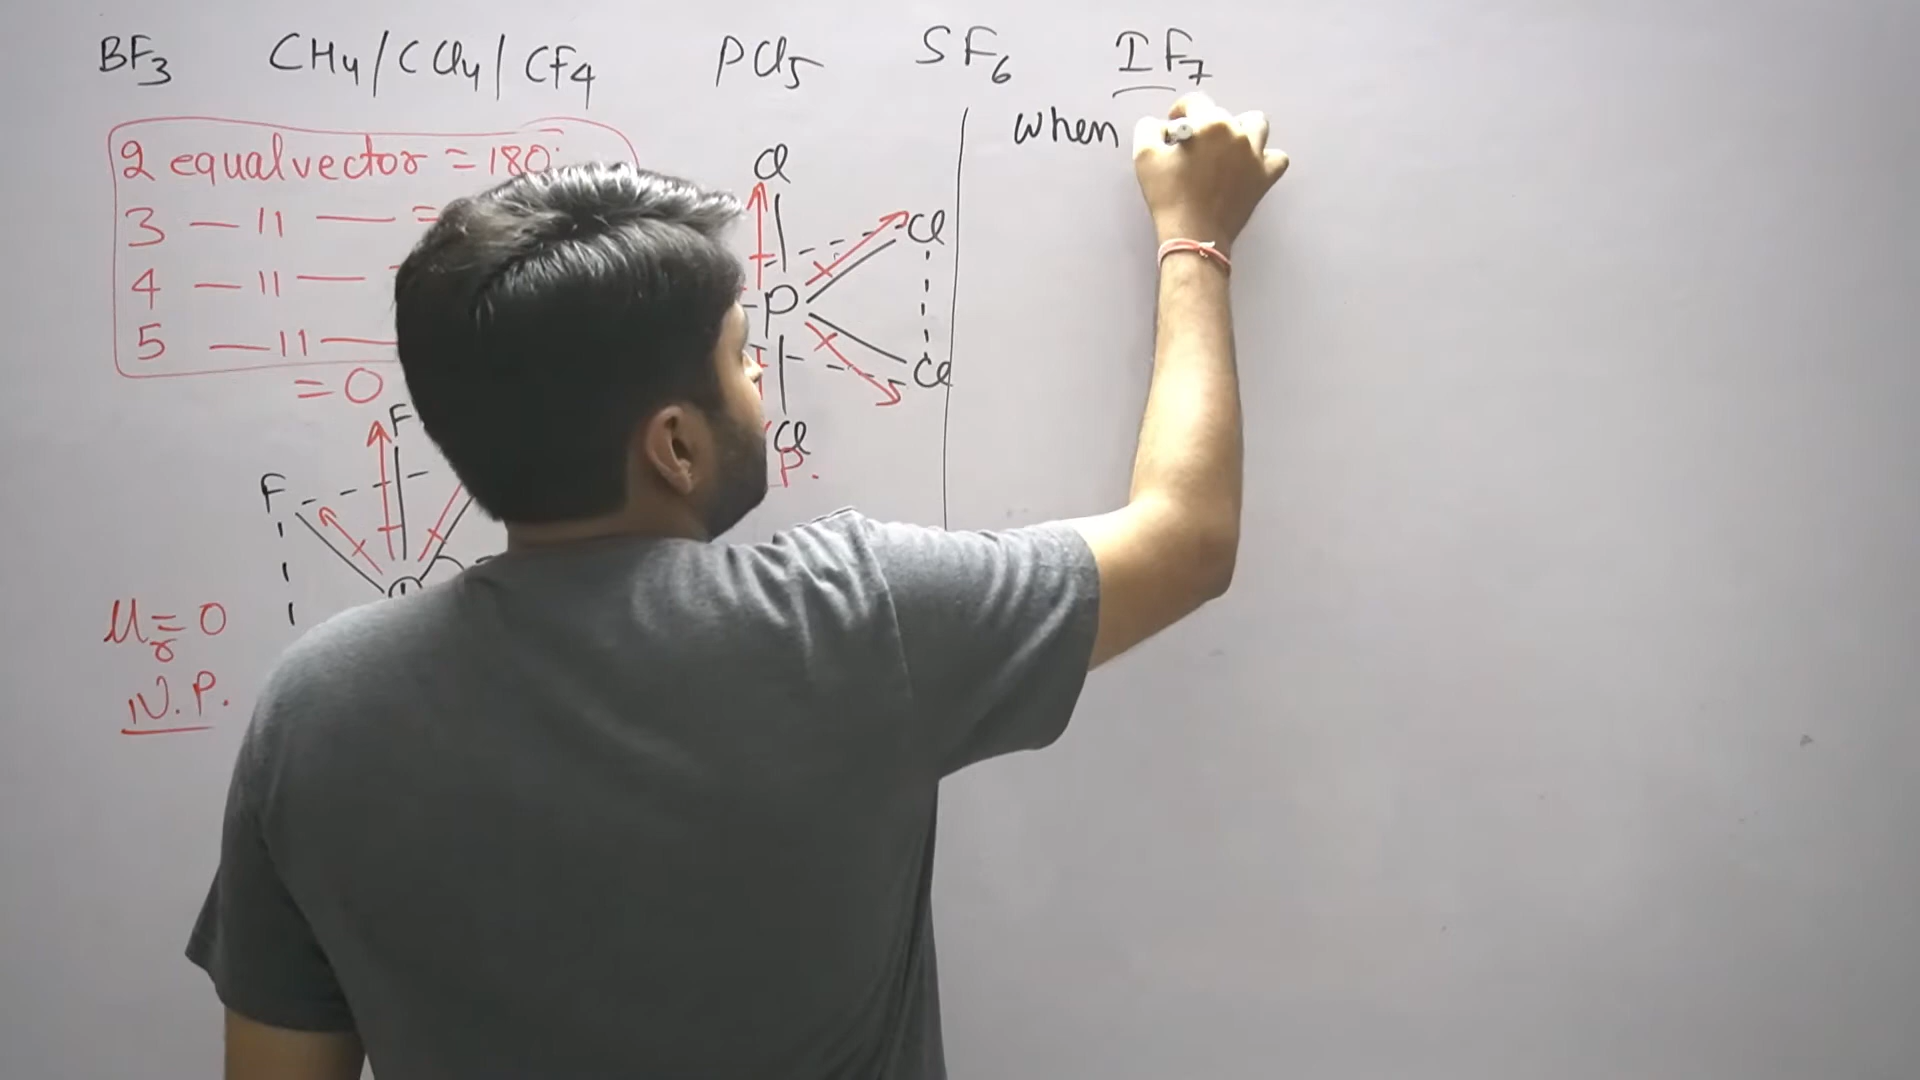 BF3 CH4/CCl4/CF4 PCl5 SF6 IF7
when
2 equal vector = 180°
3 — 11 — =
4 — 11 —
5 — 11 —
= 0
Cl
Cl
P
Cl
Cl
P.
F
F
μr = 0
N.P.